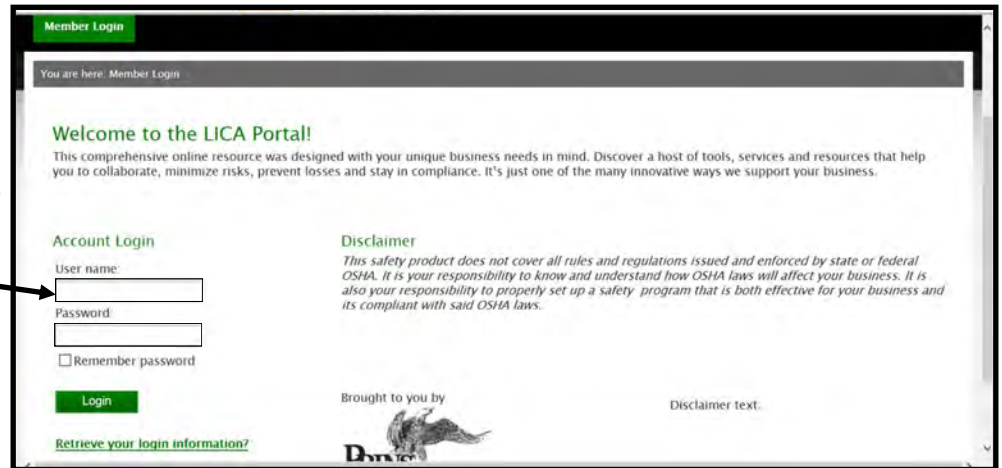 Member Login
You are here: Member Login
Welcome to the LICA Portal!
This comprehensive online resource was designed with your unique business needs in mind. Discover a host of tools, services and resources that help
you to collaborate, minimize risks, prevent losses and stay in compliance. It's just one of the many innovative ways we support your business.
Account Login
User name:
Password:
Remember password
Login
Retrieve your login information?
Disclaimer
This safety product does not cover all rules and regulations issued and enforced by state or federal
OSHA. It is your responsibility to know and understand how OSHA laws will affect your business. It is
also your responsibility to properly set up a safety program that is both effective for your business and
its compliant with said OSHA laws.
Brought to you by
Disclaimer text.